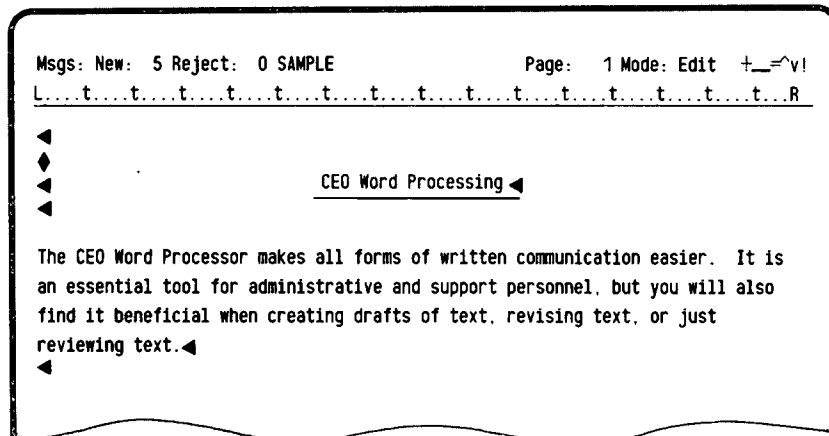 Msgs: New: 5 Reject: 0 SAMPLE Page: 1 Mode: Edit +__=^v!
L....t....t....t....t....t....t....t....t....t....t....t....t....t....t....t...R
CEO Word Processing
The CEO Word Processor makes all forms of written communication easier. It is
an essential tool for administrative and support personnel, but you will also
find it beneficial when creating drafts of text, revising text, or just
reviewing text.